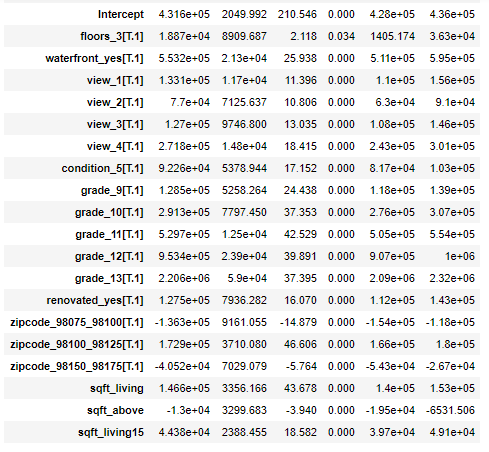 Intercept 4.316e+05 2049.992 210.546 0.000 4.28e+05 4.36e+05
floors_3[T.1] 1.887e+04 8909.687 2.118 0.034 1405.174 3.63e+04
waterfront_yes[T.1] 5.532e+05 2.13e+04 25.938 0.000 5.11e+05 5.95e+05
view_1[T.1] 1.331e+05 1.17e+04 11.396 0.000 1.1e+05 1.56e+05
view_2[T.1] 7.7e+04 7125.637 10.806 0.000 6.3e+04 9.1e+04
view_3[T.1] 1.27e+05 9746.800 13.035 0.000 1.08e+05 1.46e+05
view_4[T.1] 2.718e+05 1.48e+04 18.415 0.000 2.43e+05 3.01e+05
condition_5[T.1] 9.226e+04 5378.944 17.152 0.000 8.17e+04 1.03e+05
grade_9[T.1] 1.285e+05 5258.264 24.438 0.000 1.18e+05 1.39e+05
grade_10[T.1] 2.913e+05 7797.450 37.353 0.000 2.76e+05 3.07e+05
grade_11[T.1] 5.297e+05 1.25e+04 42.529 0.000 5.05e+05 5.54e+05
grade_12[T.1] 9.534e+05 2.39e+04 39.891 0.000 9.07e+05 1e+06
grade_13[T.1] 2.206e+06 5.9e+04 37.395 0.000 2.09e+06 2.32e+06
renovated_yes[T.1] 1.275e+05 7936.282 16.070 0.000 1.12e+05 1.43e+05
zipcode_98075_98100[T.1] -1.363e+05 9161.055 -14.879 0.000 -1.54e+05 -1.18e+05
zipcode_98100_98125[T.1] 1.729e+05 3710.080 46.606 0.000 1.66e+05 1.8e+05
zipcode_98150_98175[T.1] -4.052e+04 7029.079 -5.764 0.000 -5.43e+04 -2.67e+04
sqft_living 1.466e+05 3356.166 43.678 0.000 1.4e+05 1.53e+05
sqft_above -1.3e+04 3299.683 -3.940 0.000 -1.95e+04 -6531.506
sqft_living15 4.438e+04 2388.455 18.582 0.000 3.97e+04 4.91e+04